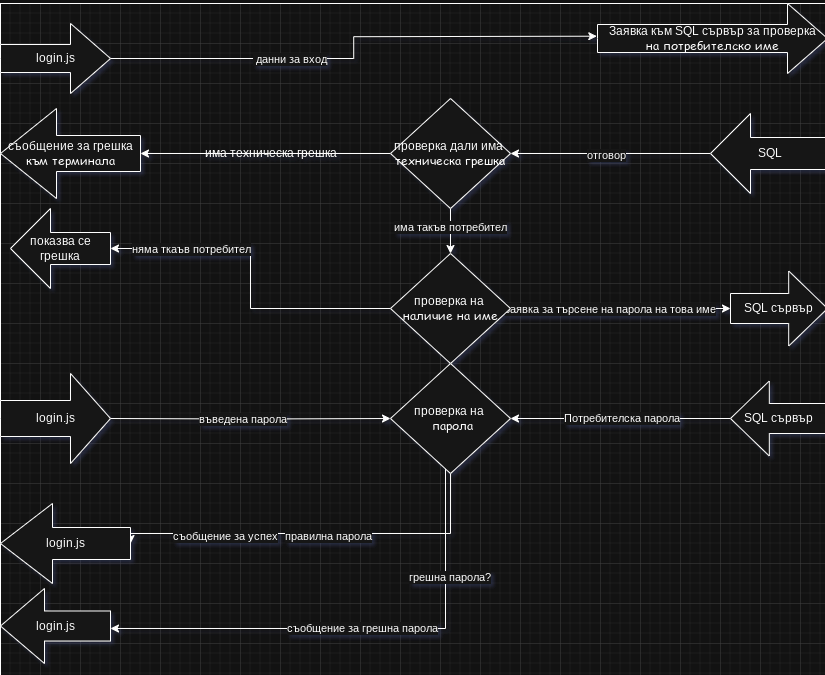 login.js
данни за вход
Заявка към SQL сървър за проверка
на потребителско име
съобщение за грешка
към терминала
има техническа грешка
проверка дали има
техническа грешка
отговор
SQL
има такъв потребител
показва се
грешка
няма ткаъв потребител
проверка на
наличие на име
заявка за търсене на парола на това име
SQL сървър
login.js
въведена парола
проверка на
парола
Потребителска парола
SQL сървър
login.js
съобщение за успех
правилна парола
грешна парола?
login.js
съобщение за грешна парола